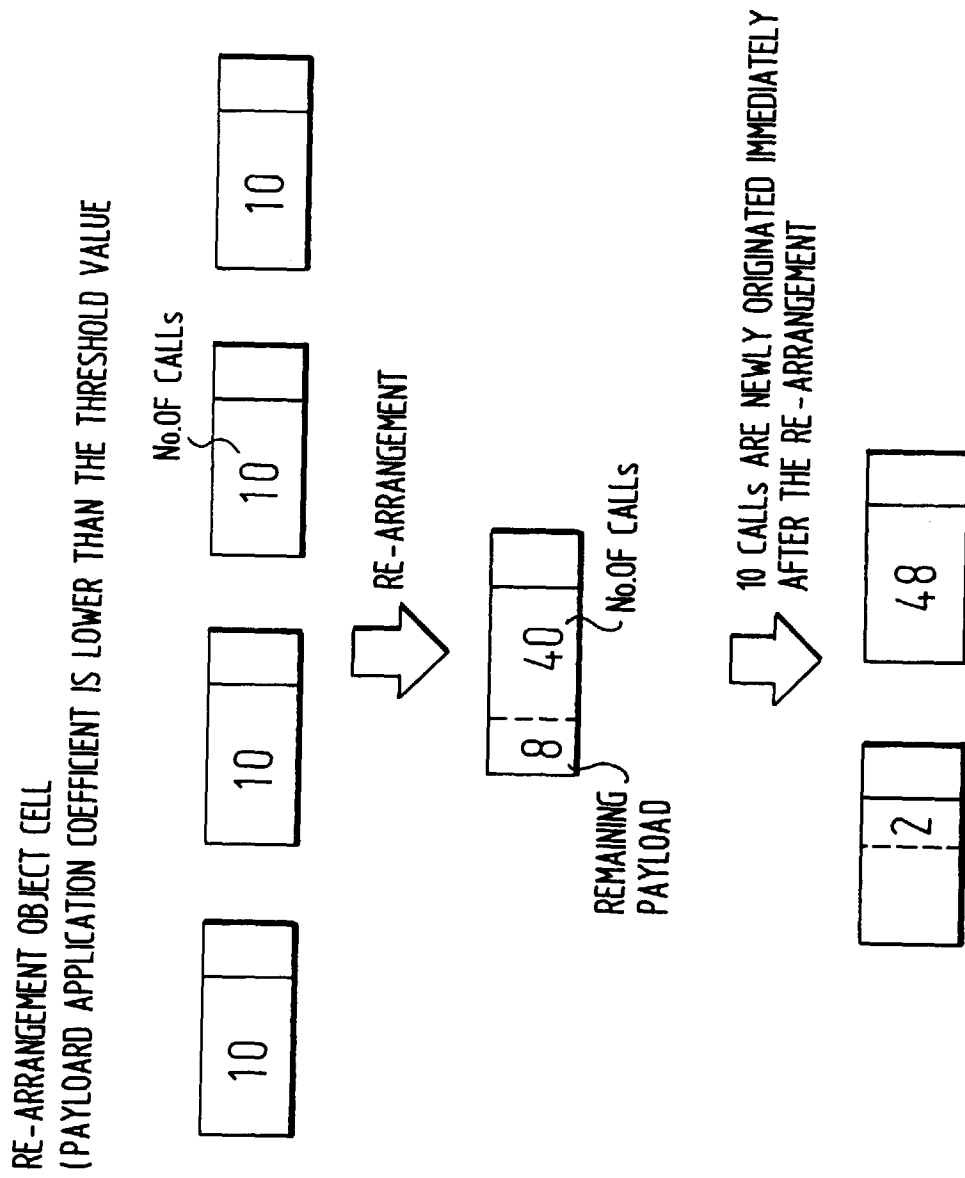 RE-ARRANGEMENT OBJECT CELL
(PAYLOARD APPLICATION COEFFICIENT IS LOWER THAN THE THRESHOLD VALUE
No.OF CALLS
10
10
10
10
RE-ARRANGEMENT
8
40
REMAINING
PAYLOAD
No.OF CALLS
10 CALLS ARE NEWLY ORIGINATED IMMEDIATELY
AFTER THE RE-ARRANGEMENT
2
48